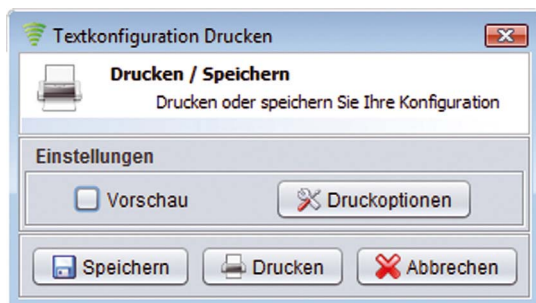 Textkonfiguration Drucken
Drucken / Speichern
Drucken oder speichern Sie Ihre Konfiguration
Einstellungen
Vorschau
Druckoptionen
Speichern
Drucken
Abbrechen